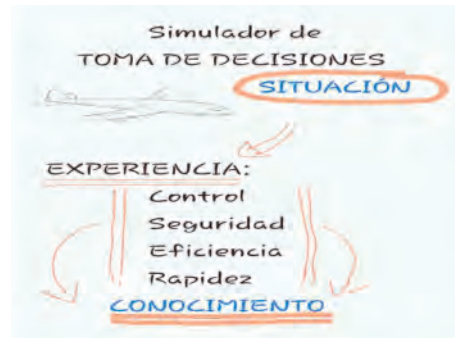 Simulador de
TOMA DE DECISIONES
SITUACIÓN
EXPERIENCIA:
Control
Seguridad
Eficiencia
Rapidez
CONOCIMIENTO